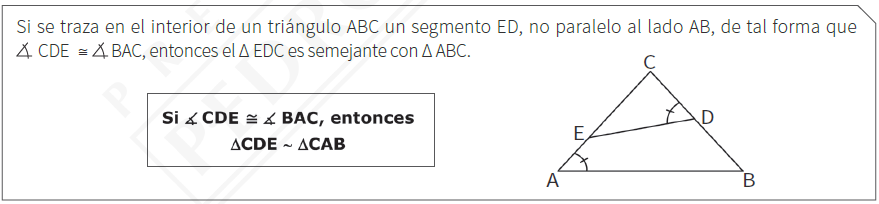 Si se traza en el interior de un triángulo ABC un segmento ED, no paralelo al lado AB, de tal forma que
∡ CDE ≅ ∡ BAC, entonces el Δ EDC es semejante con Δ ABC.
C
Si ∡ CDE ≅ ∡ BAC, entonces
ΔCDE ~ ΔCAB
D
E
A
B